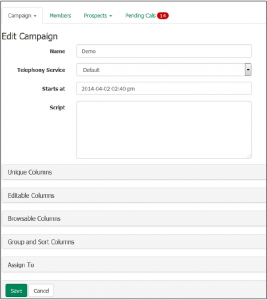 Campaign Members Prospects Pending Calls 14
Edit Campaign
Name Demo
Telephony Service Default
Starts at 2014-04-02 02:40 pm
Script
Unique Columns
Editable Columns
Browsable Columns
Group and Sort Columns
Assign To
Save Cancel